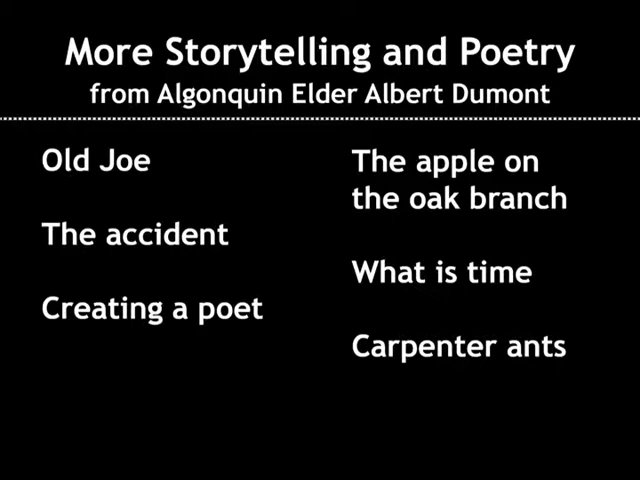 More Storytelling and Poetry
from Algonquin Elder Albert Dumont
Old Joe
The accident
Creating a poet
The apple on
the oak branch
What is time
Carpenter ants